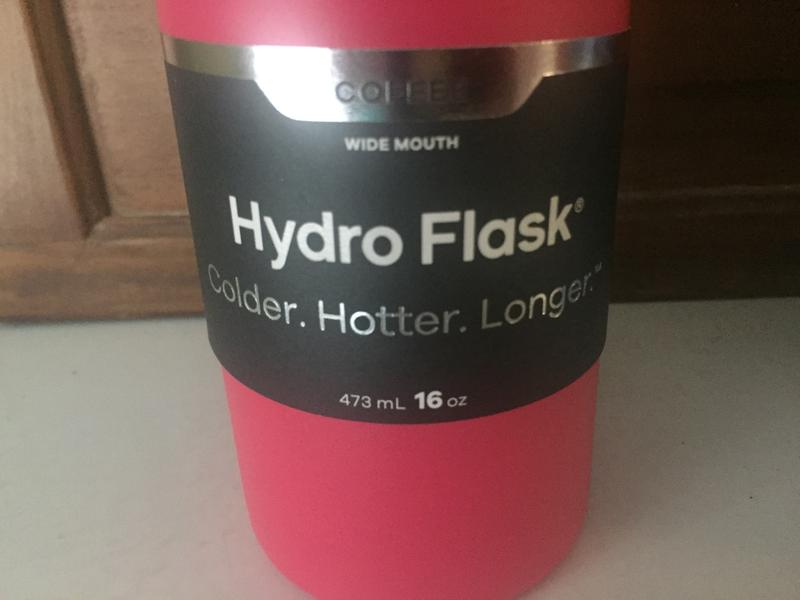 COFFEE
WIDE MOUTH
Hydro Flask®
Colder. Hotter. Longer.™
473 mL 16 oz